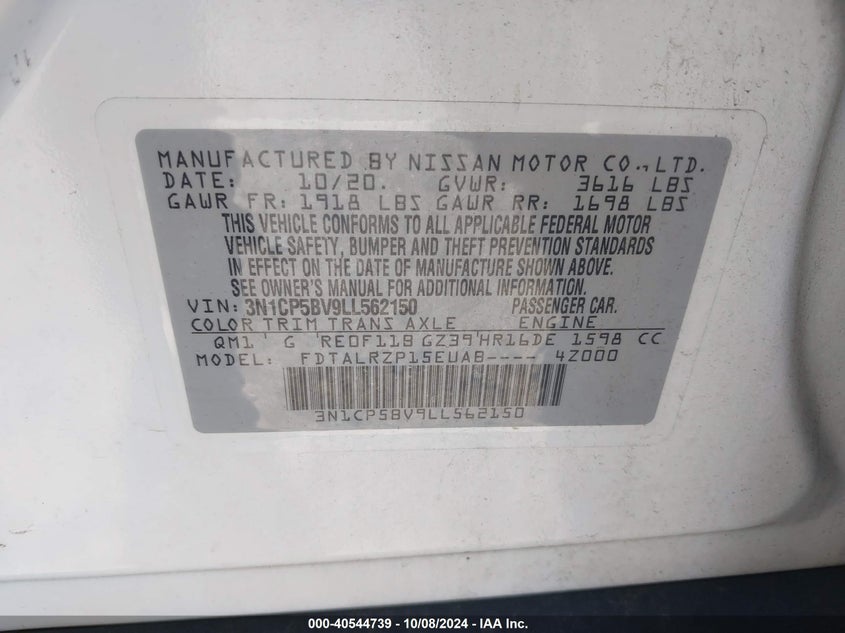 MANUFACTURED BY NISSAN MOTOR CO., LTD.
DATE: 10/20. GVWR: 3616 LBS
GAWR FR: 1918 LBS GAWR RR: 1698 LBS
THIS VEHICLE CONFORMS TO ALL APPLICABLE FEDERAL MOTOR
VEHICLE SAFETY, BUMPER AND THEFT PREVENTION STANDARDS
IN EFFECT ON THE DATE OF MANUFACTURE SHOWN ABOVE.
SEE OWNER'S MANUAL FOR ADDITIONAL INFORMATION.
VIN: 3N1CP5BV9LL562150 PASSENGER CAR.
COLOR TRIM TRANS AXLE ENGINE
QM1 ' G 'RE0F11B GZ39'HR16DE 1598 CC
MODEL: FDTALRZP15EUAB---- 4Z000
3N1CP5BV9LL562150
000-40544739 - 10/08/2024 - IAA Inc.